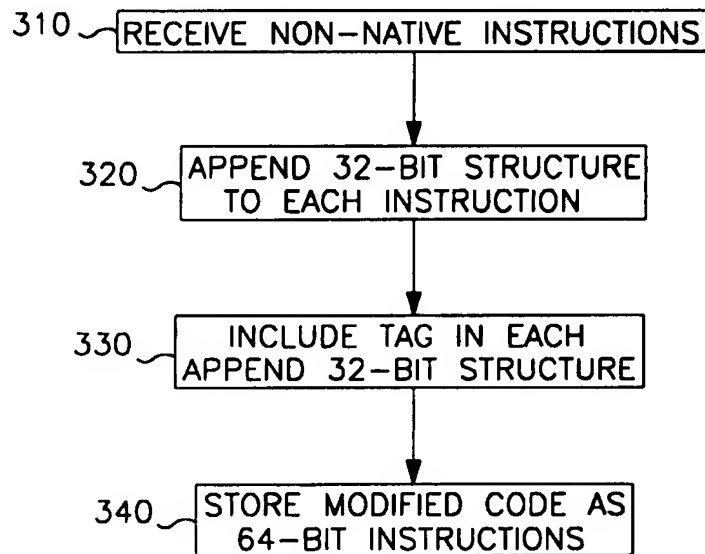 310 RECEIVE NON-NATIVE INSTRUCTIONS
320 APPEND 32-BIT STRUCTURE
TO EACH INSTRUCTION
330 INCLUDE TAG IN EACH
APPEND 32-BIT STRUCTURE
340 STORE MODIFIED CODE AS
64-BIT INSTRUCTIONS